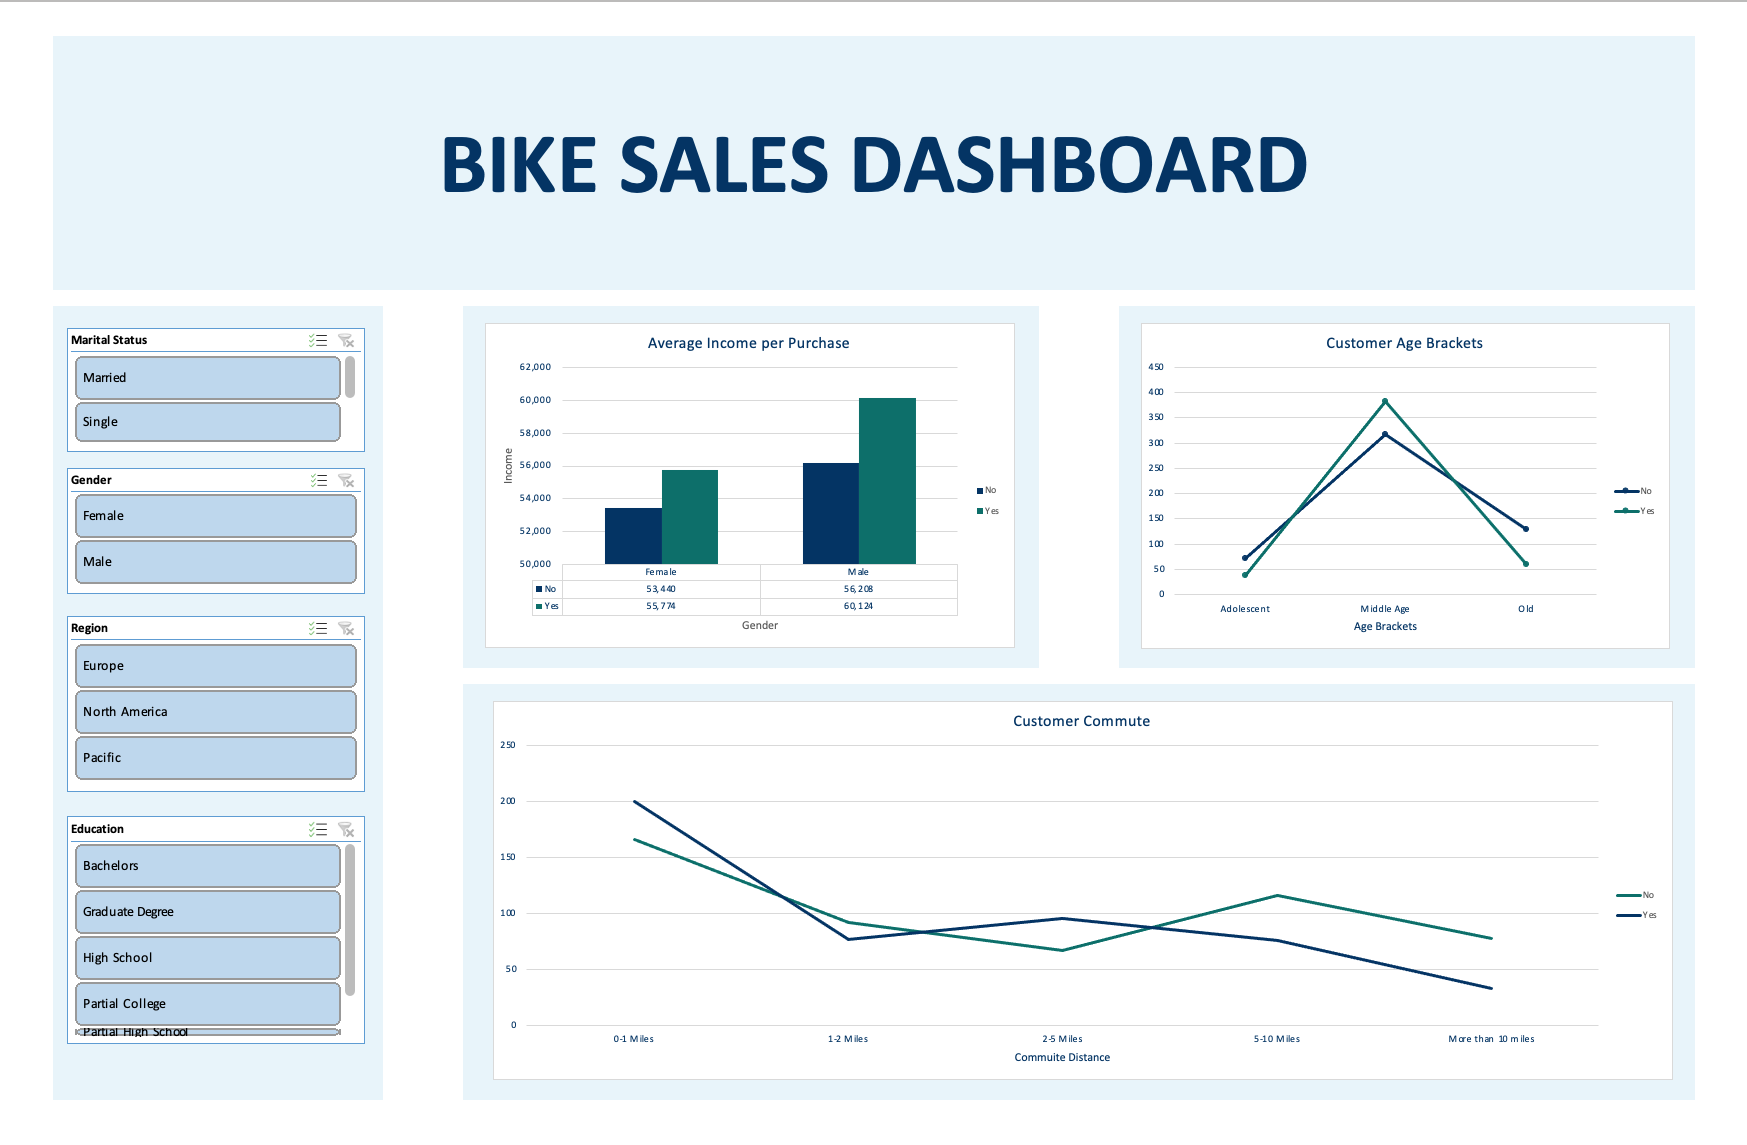 BIKE SALES DASHBOARD
Marital Status
Married
Single
Gender
Female
Male
Region
Europe
North America
Pacific
Education
Bachelors
Graduate Degree
High School
Partial College
Partial High School
Average Income per Purchase
62,000
60,000
58,000
56,000
54,000
52,000
50,000
Income
Female Male
No 53,440 56,208
Yes 55,774 60,124
Gender
No
Yes
Customer Age Brackets
450
400
350
300
250
200
150
100
50
0
Adolescent Middle Age Old
Age Brackets
No
Yes
Customer Commute
250
200
150
100
50
0
0-1 Miles 1-2 Miles 2-5 Miles 5-10 Miles More than 10 miles
Commuite Distance
No
Yes